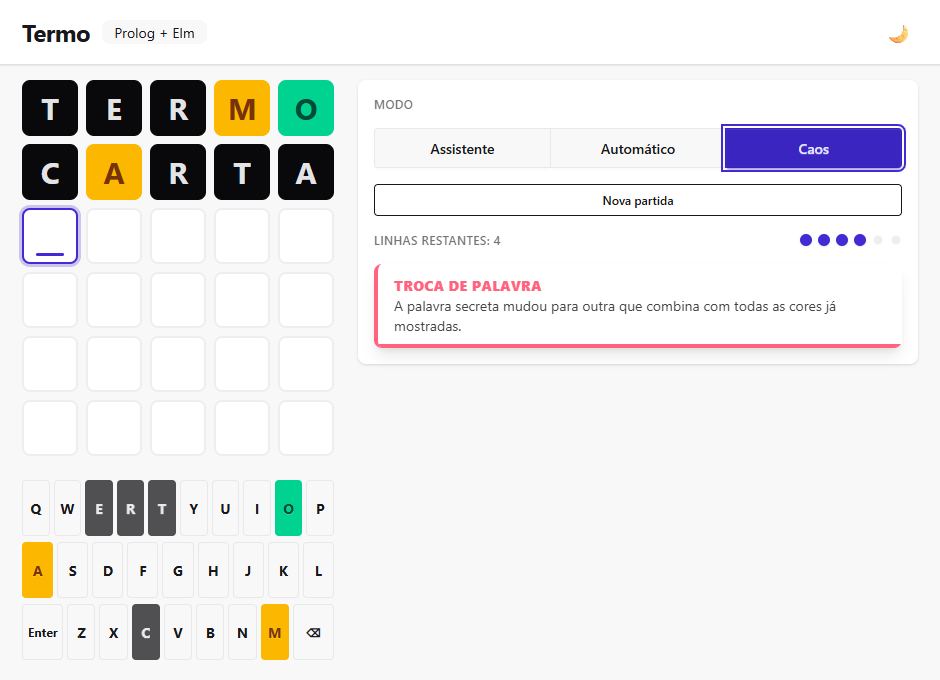 Termo Prolog + Elm
T E R M O
C A R T A
MODO
Assistente Automático Caos
Nova partida
LINHAS RESTANTES: 4
TROCA DE PALAVRA
A palavra secreta mudou para outra que combina com todas as cores já
mostradas.
Q W E R T Y U I O P
A S D F G H J K L
Enter Z X C V B N M ⌫